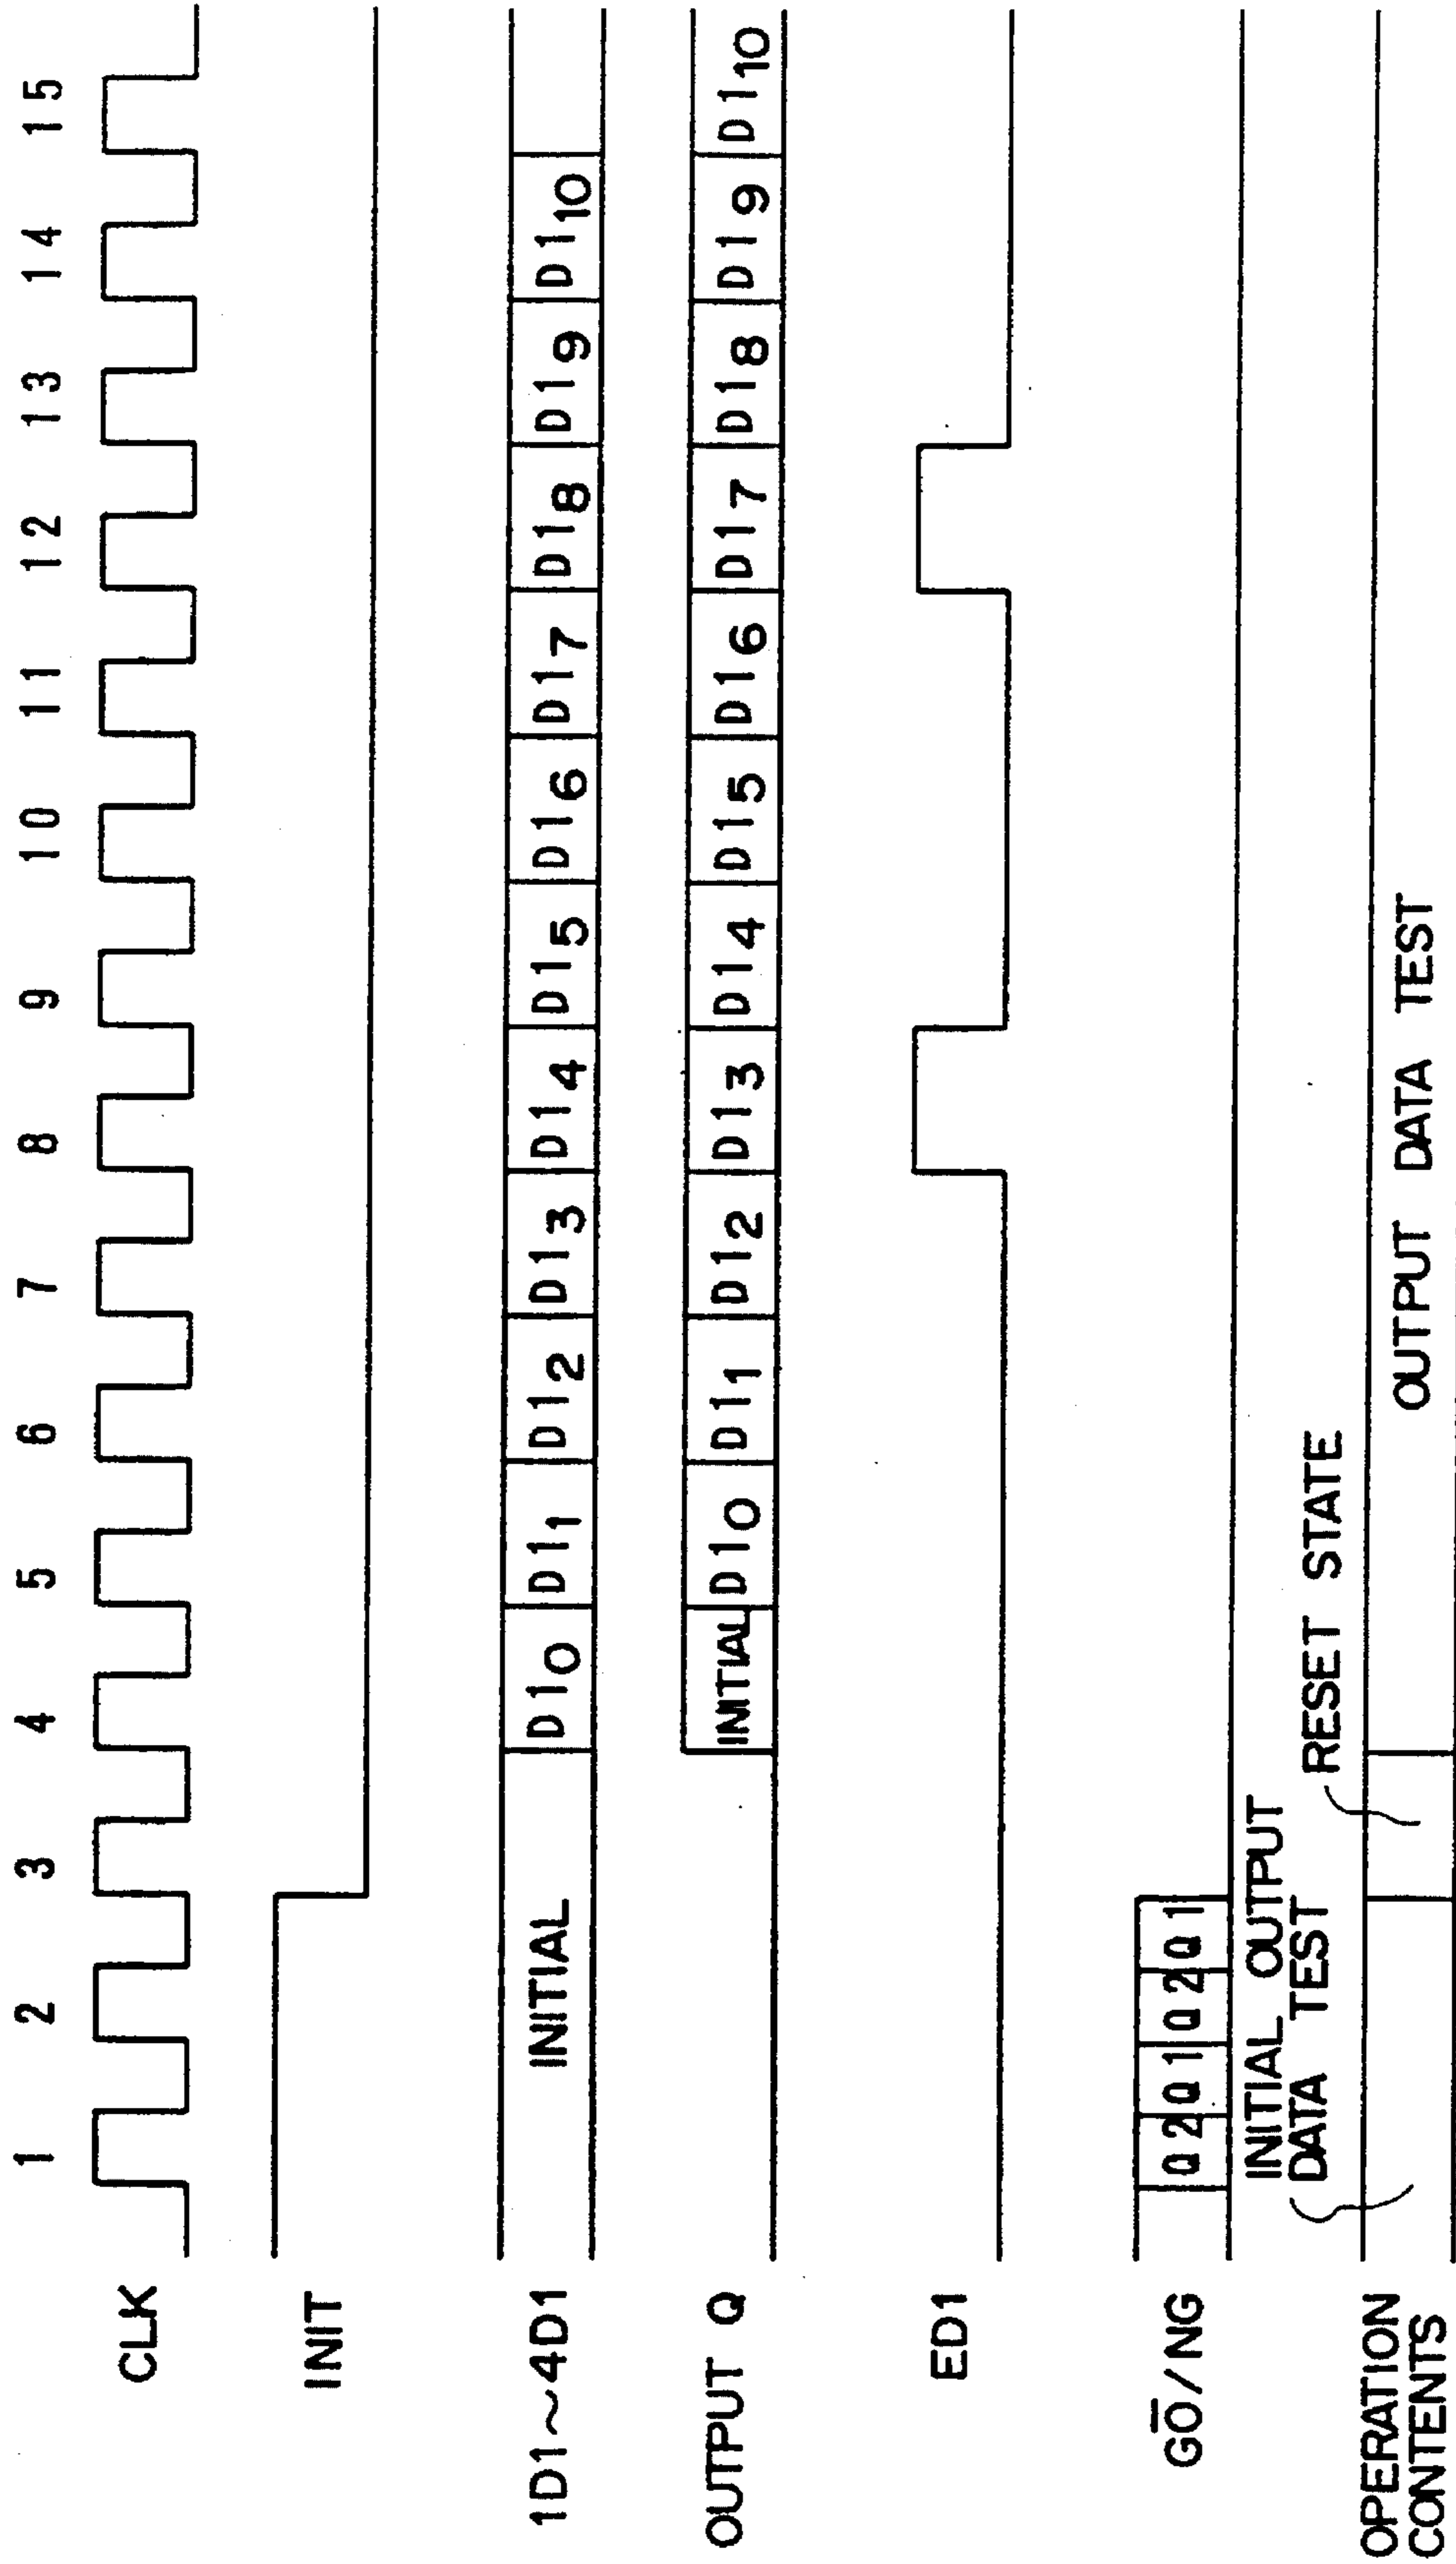 1 2 3 4 5 6 7 8 9 10 11 12 13 14 15
CLK
INIT
1D1~4D1 INITIAL D10 D11 D12 D13 D14 D15 D16 D17 D18 D19 D110
OUTPUT Q INITIAL D10 D11 D12 D13 D14 D15 D16 D17 D18 D19 D110
ED1
GO̅/NG Q2 Q1 Q2 Q1
INITIAL OUTPUT
DATA TEST
RESET STATE
OPERATION
CONTENTS
OUTPUT DATA TEST